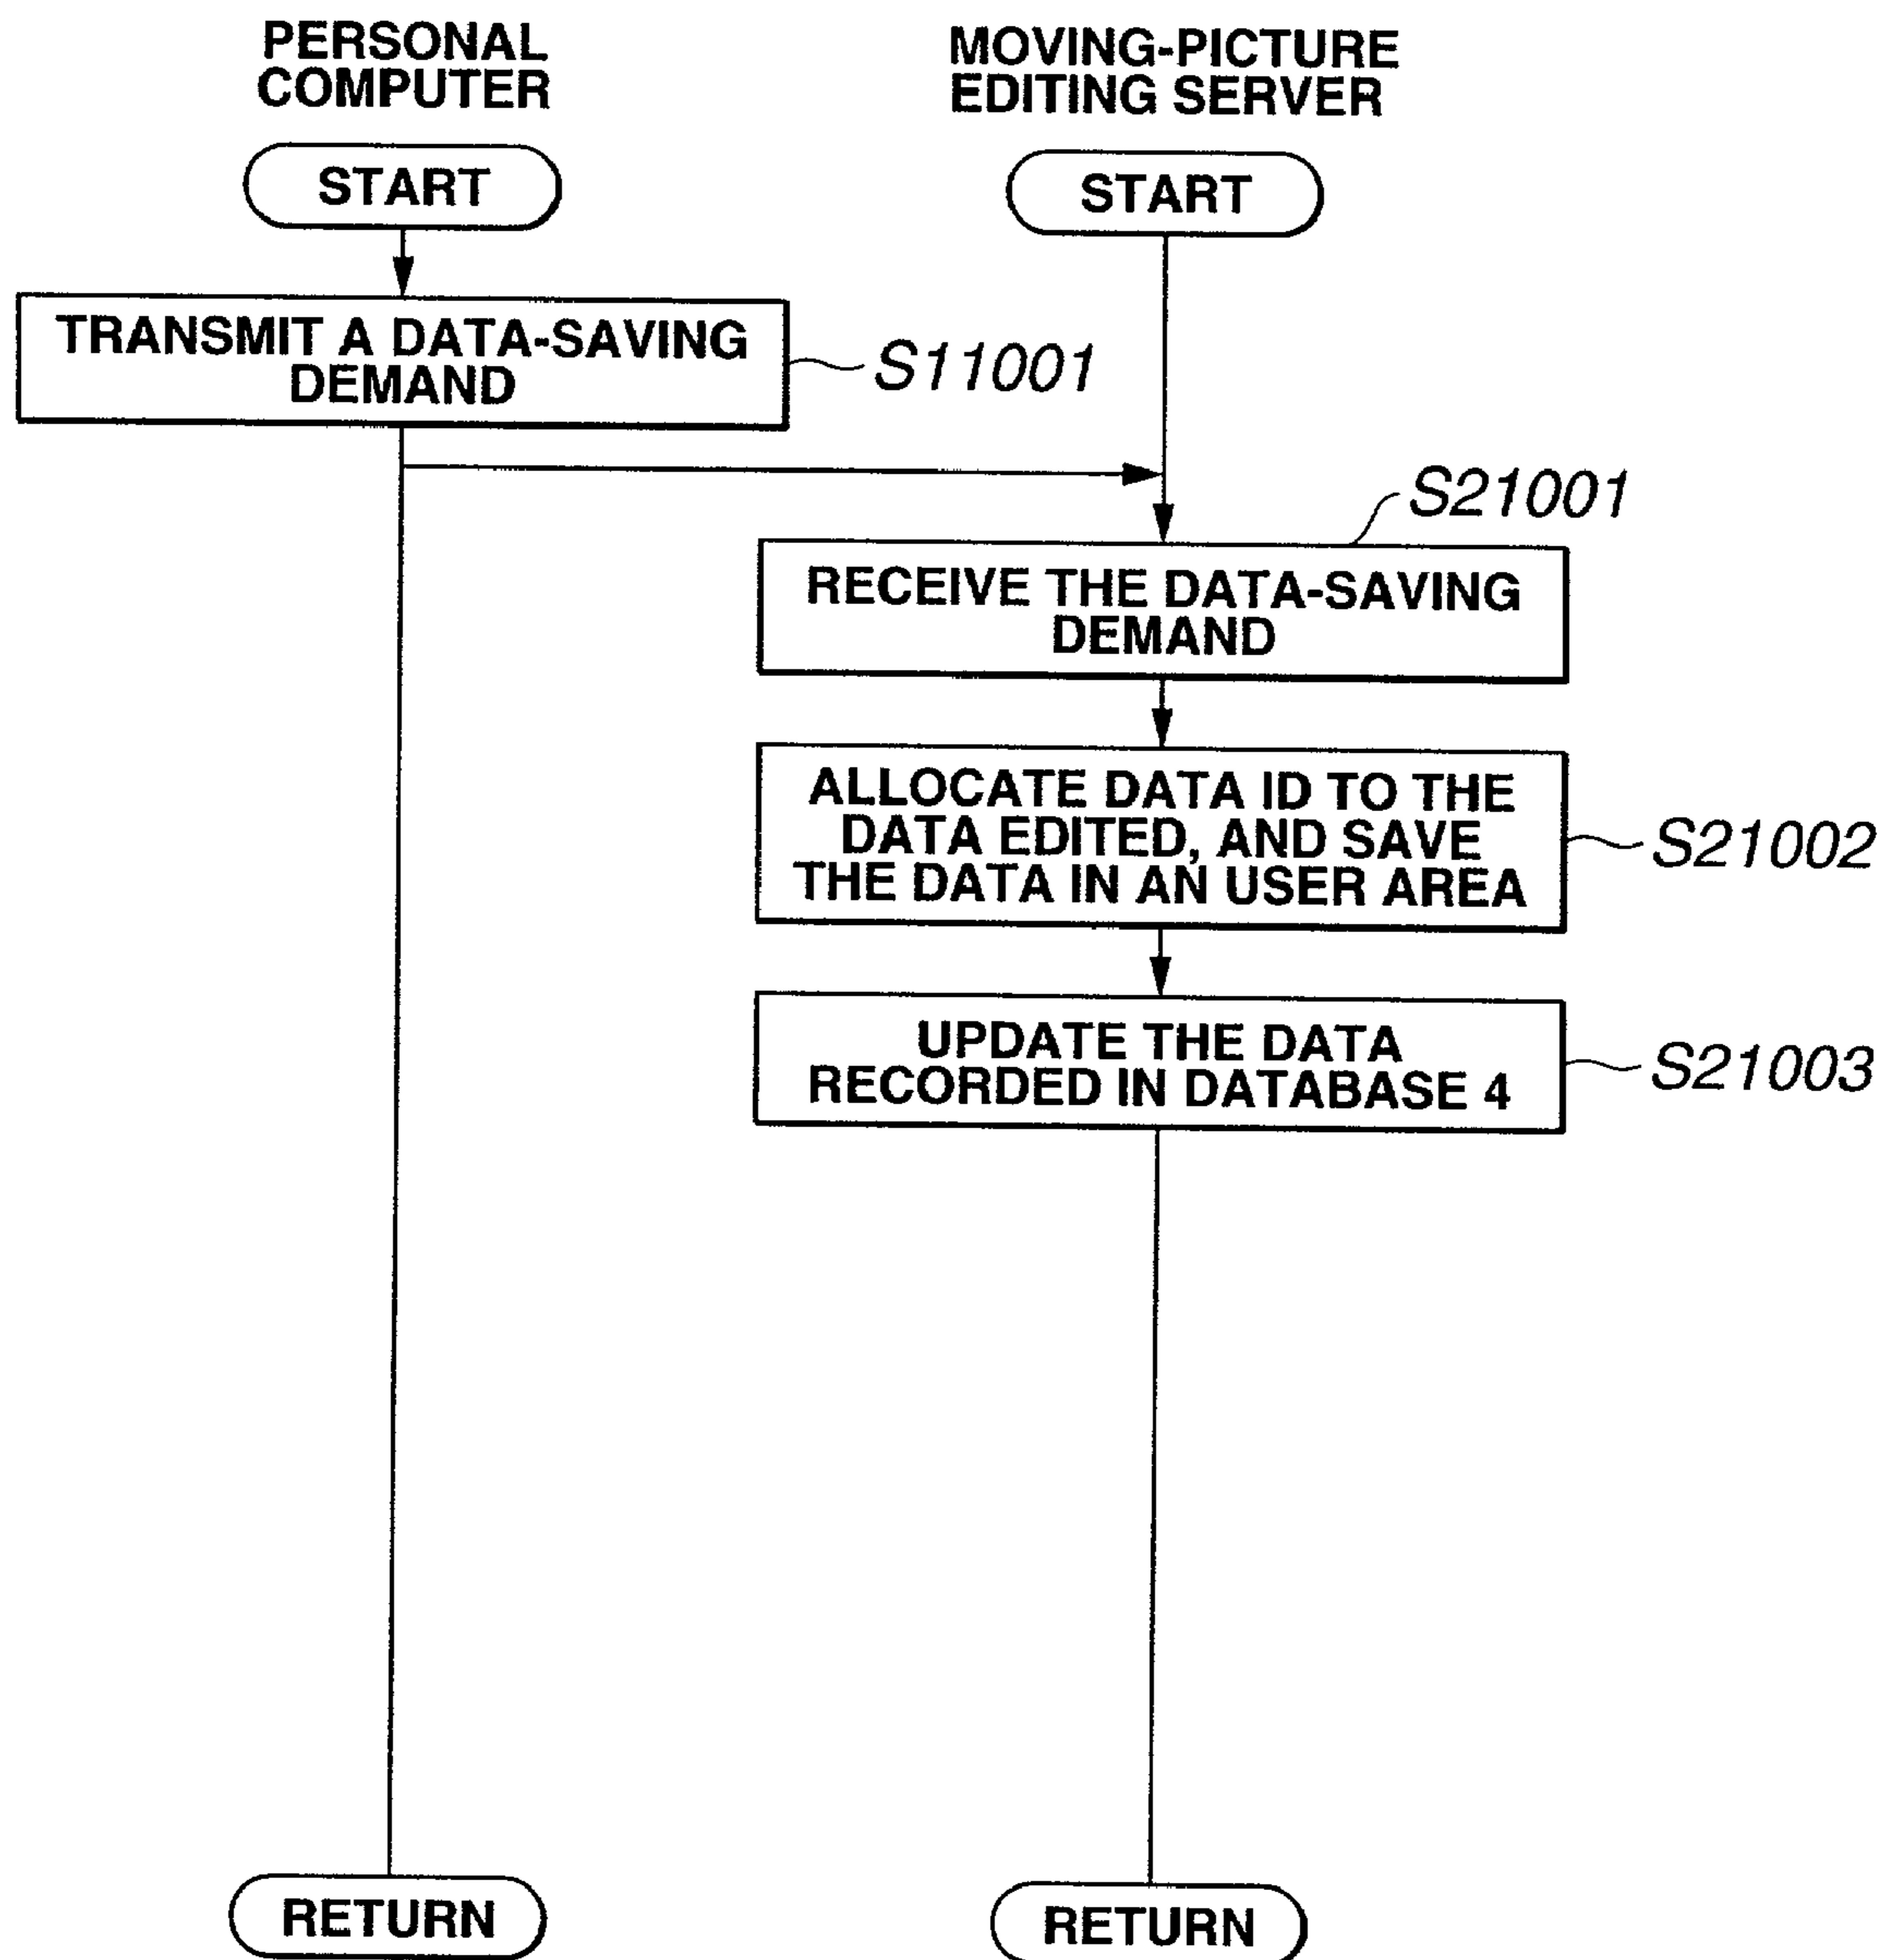 PERSONAL
COMPUTER
START
TRANSMIT A DATA-SAVING
DEMAND
S11001
MOVING-PICTURE
EDITING SERVER
START
S21001
RECEIVE THE DATA-SAVING
DEMAND
ALLOCATE DATA ID TO THE
DATA EDITED, AND SAVE
THE DATA IN AN USER AREA
S21002
UPDATE THE DATA
RECORDED IN DATABASE 4
S21003
RETURN
RETURN